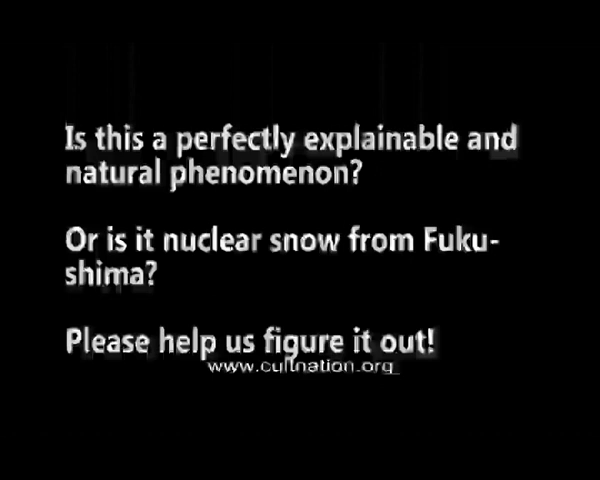 Is this a perfectly explainable and
natural phenomenon?
Or is it nuclear snow from Fuku-
shima?
Please help us figure it out!
www.cultnation.org